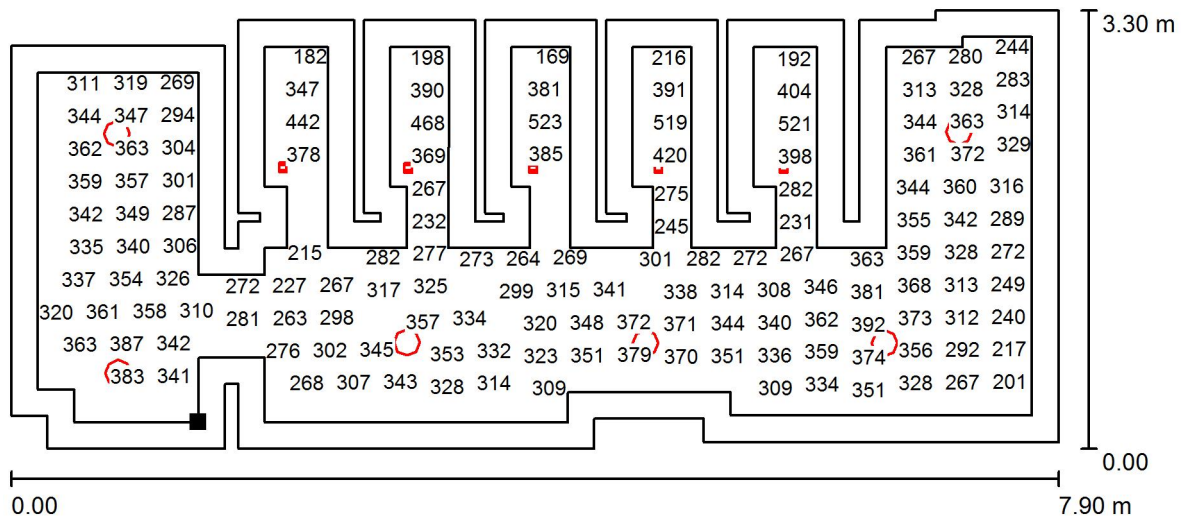 3.30 m
182 198 169 216 192 267 280 244
311 319 269 347 390 381 391 404 313 328 283
344 347 294 442 468 523 519 521 344 363 314
362 363 304 378 369 385 420 398 361 372 329
359 357 301 267 275 282 344 360 316
342 349 287 232 245 231 355 342 289
335 340 306 215 282 277 273 264 269 301 282 272 267 363 359 328 272
337 354 326 272 227 267 317 325 299 315 341 338 314 308 346 381 368 313 249
320 361 358 310 281 263 298 357 334 320 348 372 371 344 340 362 392 373 312 240
363 387 342 276 302 345 353 332 323 351 379 370 351 336 359 374 356 292 217
383 341 268 307 343 328 314 309 309 334 351 328 267 201
0.00
0.00 7.90 m